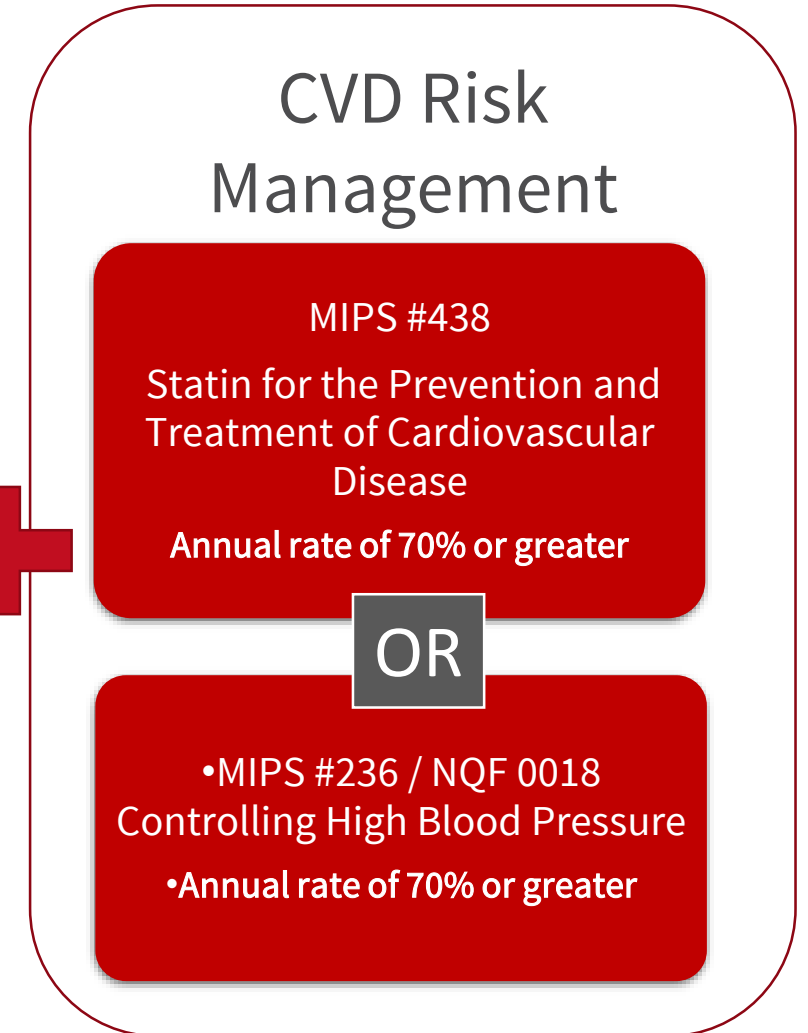 CVD Risk
Management
MIPS #438
Statin for the Prevention and
Treatment of Cardiovascular
Disease
Annual rate of 70% or greater
OR
•MIPS #236 / NQF 0018
Controlling High Blood Pressure
•Annual rate of 70% or greater